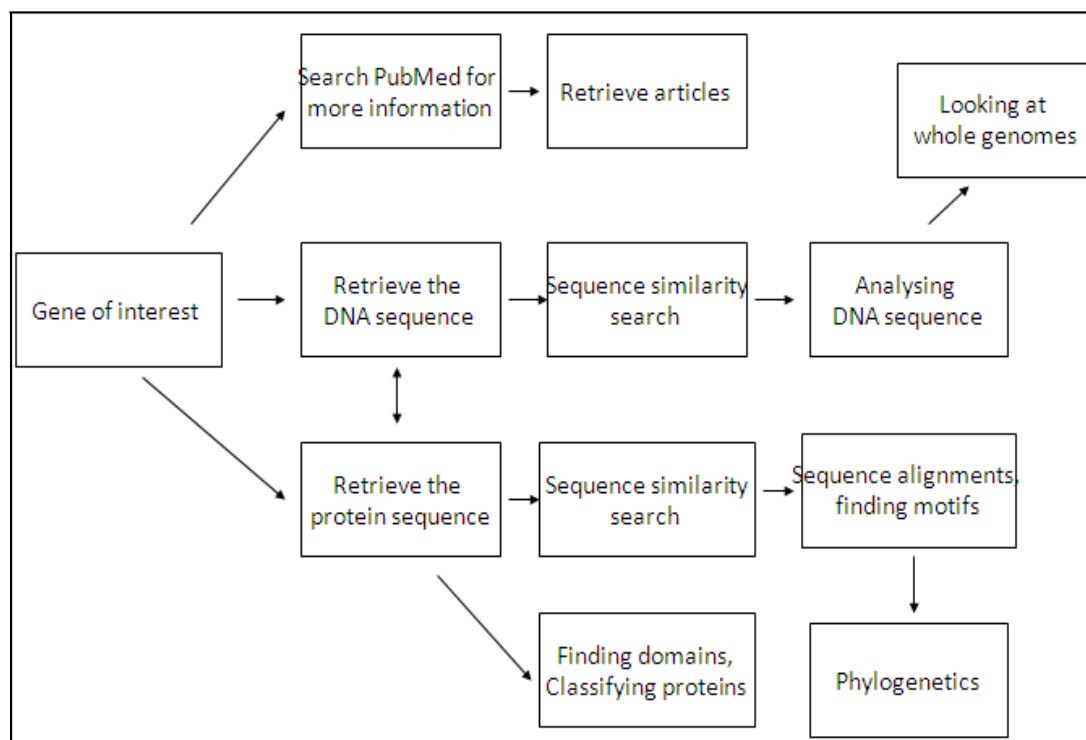 Search PubMed for
more information
Retrieve articles
Looking at
whole genomes
Gene of interest
Retrieve the
DNA sequence
Sequence similarity
search
Analysing
DNA sequence
Retrieve the
protein sequence
Sequence similarity
search
Sequence alignments,
finding motifs
Finding domains,
Classifying proteins
Phylogenetics